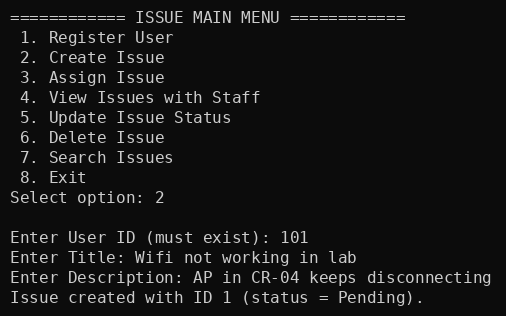 ============ ISSUE MAIN MENU ============
1. Register User
2. Create Issue
3. Assign Issue
4. View Issues with Staff
5. Update Issue Status
6. Delete Issue
7. Search Issues
8. Exit
Select option: 2
Enter User ID (must exist): 101
Enter Title: Wifi not working in lab
Enter Description: AP in CR-04 keeps disconnecting
Issue created with ID 1 (status = Pending).